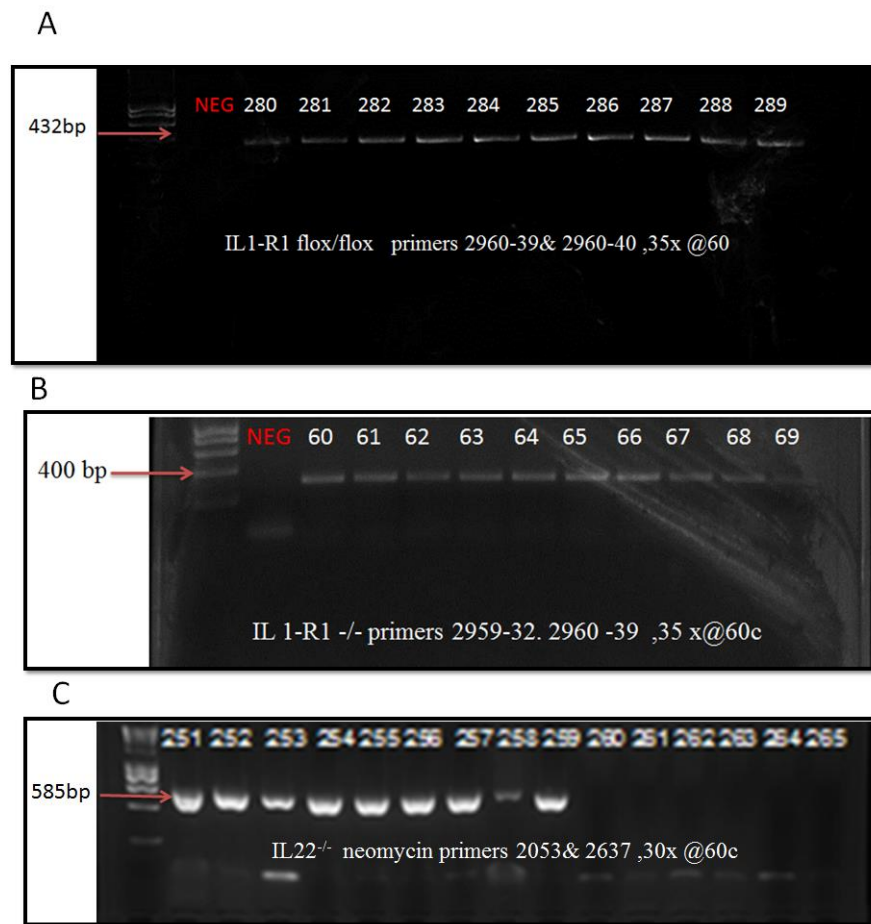 A
NEG 280 281 282 283 284 285 286 287 288 289
432bp
IL1-R1 flox/flox primers 2960-39& 2960-40 ,35x @60
B
NEG 60 61 62 63 64 65 66 67 68 69
400 bp
IL 1-R1 -/- primers 2959-32. 2960 -39 ,35 x@60c
C
251 252 253 254 255 256 257 258 259 260 261 262 263 264 265
585bp
IL22-/- neomycin primers 2053& 2637 ,30x @60c